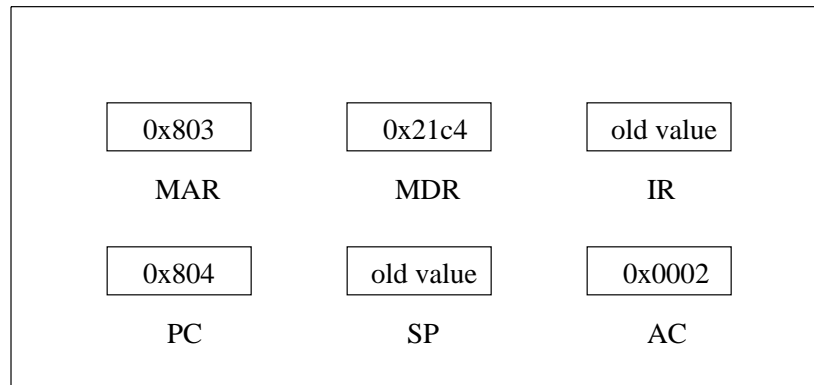 0x803 0x21c4 old value
MAR MDR IR
0x804 old value 0x0002
PC SP AC